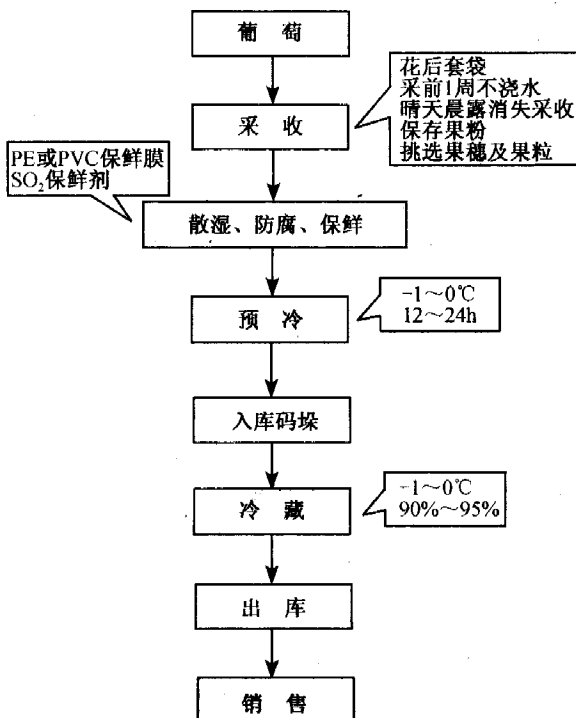 葡 萄
花后套袋
采前1周不浇水
晴天晨露消失采收
保存果粉
挑选果穗及果粒
采 收
PE或PVC保鲜膜
SO₂保鲜剂
散湿、防腐、保鲜
-1～0℃
12～24h
预 冷
入库码垛
-1～0℃
90%～95%
冷 藏
出 库
销 售